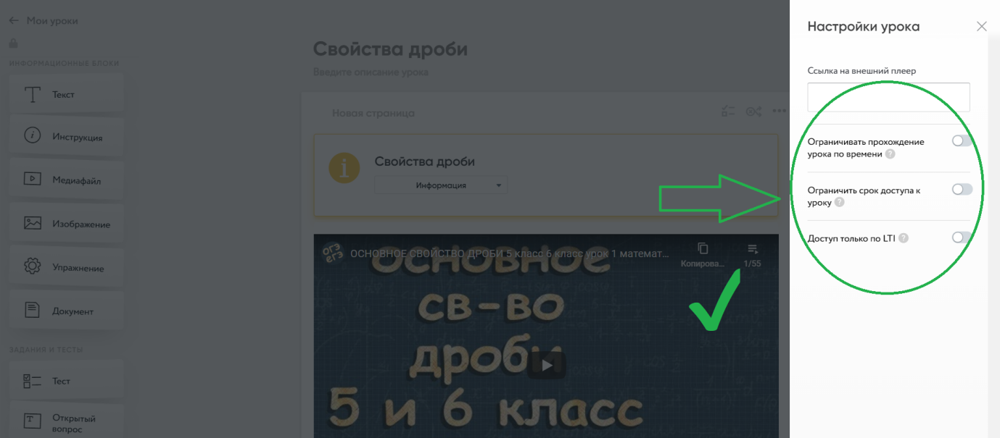 ← Мои уроки
ИНФОРМАЦИОННЫЕ БЛОКИ
Текст
Инструкция
Медиафайл
Изображение
Упражнение
Документ
ЗАДАНИЯ И ТЕСТЫ
Тест
Открытый
вопрос
Свойства дроби
Введите описание урока
Новая страница
Свойства дроби
Информация
ОГЭ
ЕГЭ
ОСНОВНОЕ СВОЙСТВО ДРОБИ 5 класс 6 класс урок 1 математ...
Копирова...
1/55
ОСНОВНОЕ
СВ-ВО
дроби
5 и 6 класс
Настройки урока
Ссылка на внешний плеер
Ограничивать прохождение
урока по времени ?
Ограничить срок доступа к
уроку ?
Доступ только по LTI ?